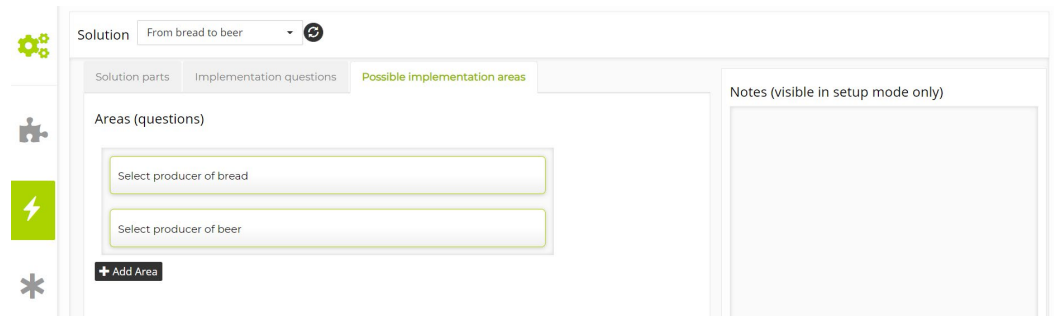 Solution From bread to beer
Solution parts Implementation questions Possible implementation areas
Notes (visible in setup mode only)
Areas (questions)
Select producer of bread
Select producer of beer
Add Area